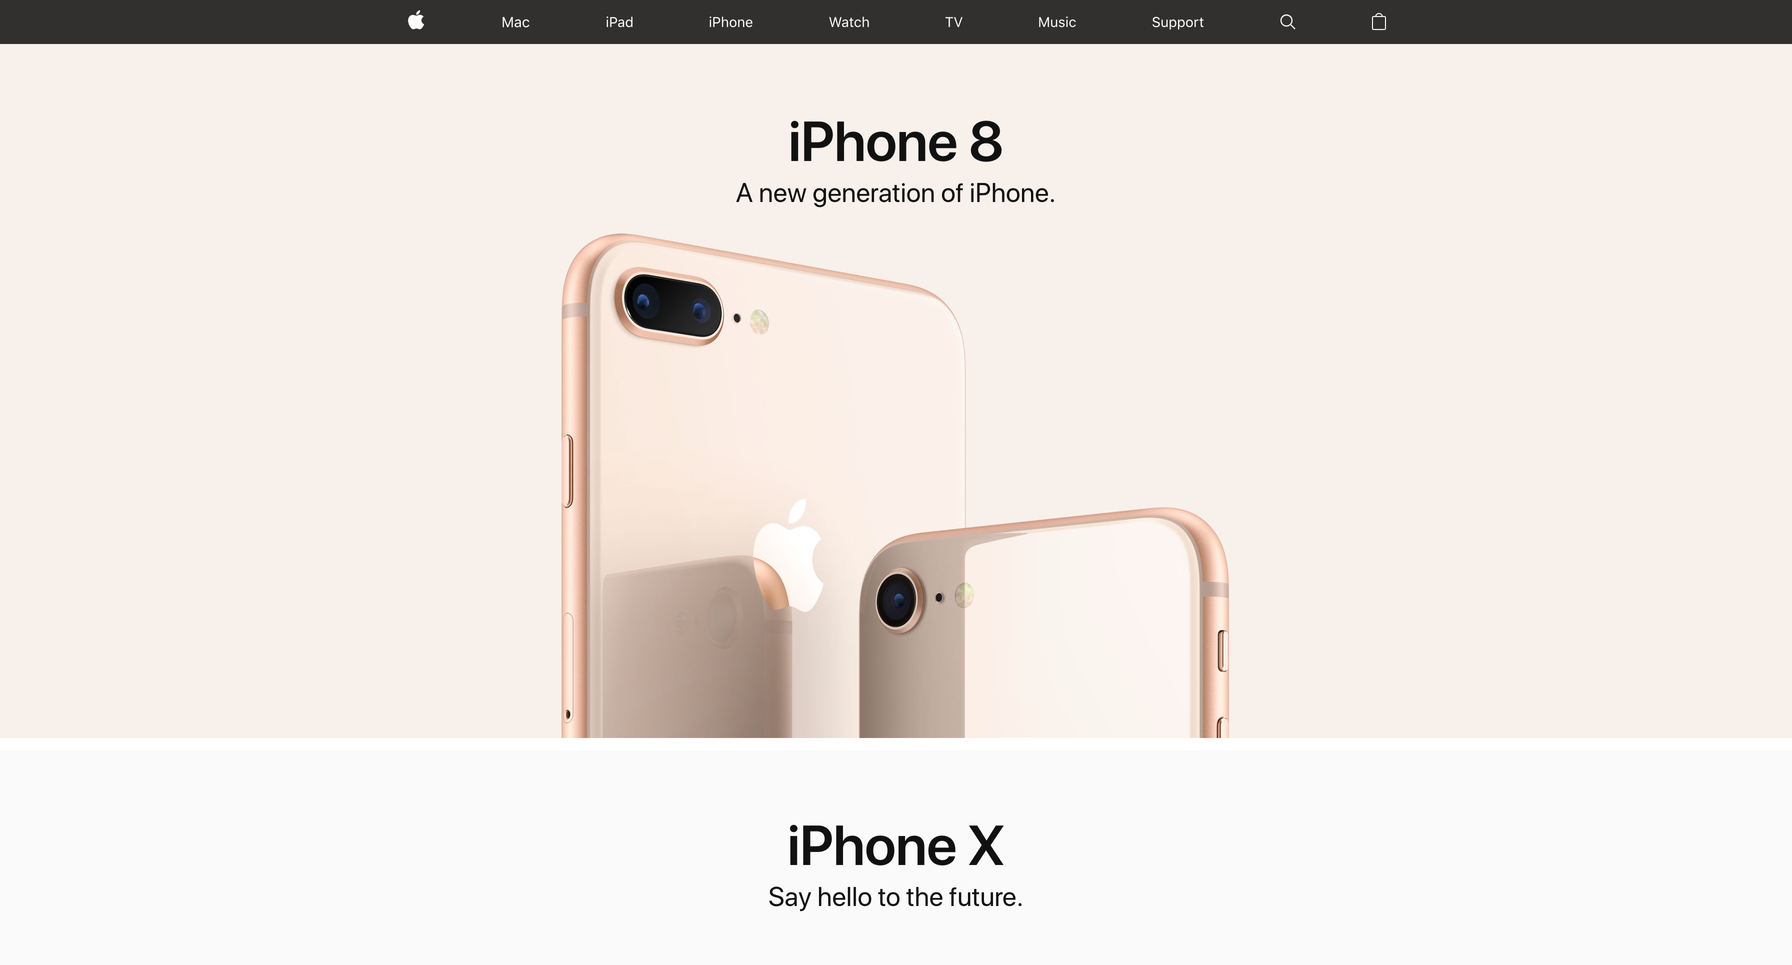 Mac iPad iPhone Watch TV Music Support
iPhone 8
A new generation of iPhone.
iPhone X
Say hello to the future.